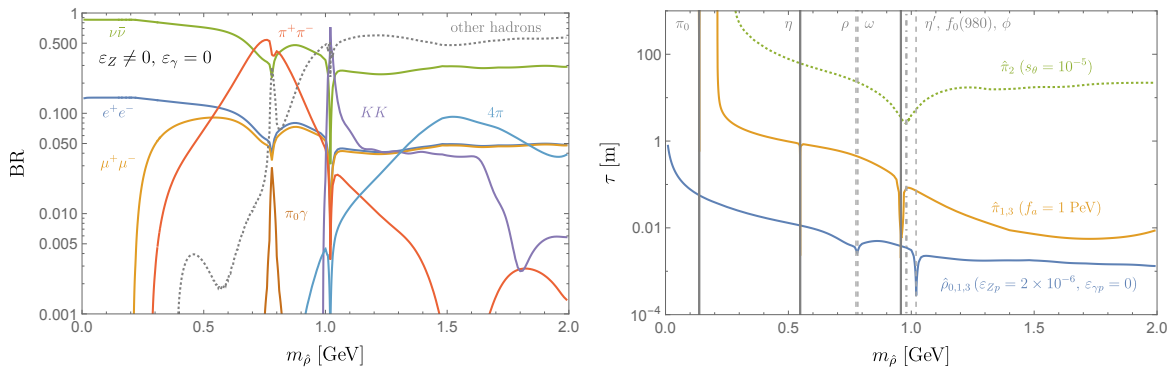 νν̄
π⁺π⁻
other hadrons
ε_Z ≠ 0, ε_γ = 0
e⁺e⁻
KK
4π
μ⁺μ⁻
π₀γ
BR
1
0.500
0.100
0.050
0.010
0.005
0.001
0.0
0.5
1.0
1.5
2.0
m_ρ̂ [GeV]
π₀
η
ρ
ω
η′, f₀(980), ϕ
π̂₂ (s_θ = 10⁻⁵)
π̂₁,₃ (f_a = 1 PeV)
ρ̂₀,₁,₃ (ε_Zp = 2 × 10⁻⁶, ε_γp = 0)
τ [m]
100
1
0.01
10⁻⁴
0.0
0.5
1.0
1.5
2.0
m_ρ̂ [GeV]